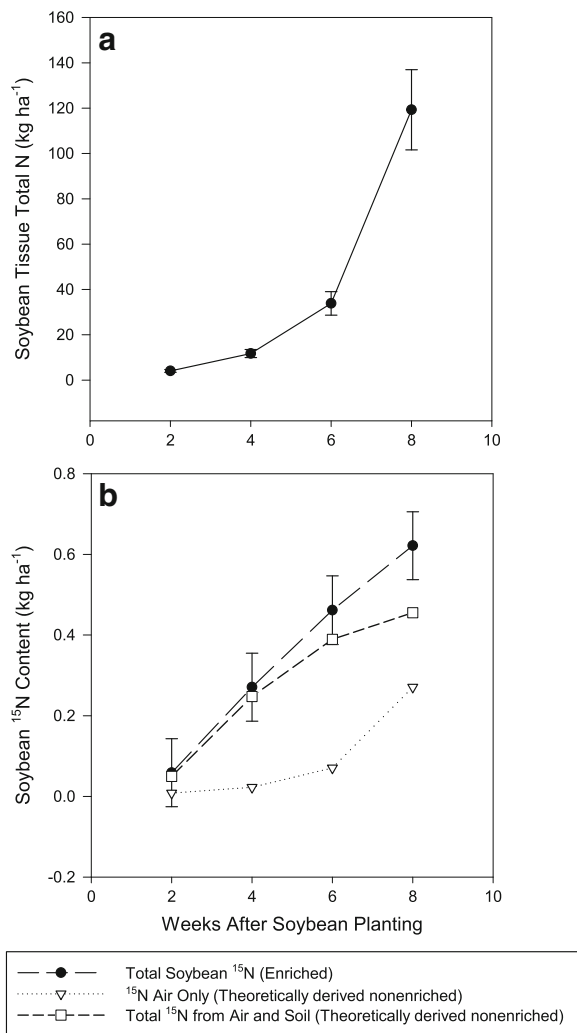 a
Soybean Tissue Total N (kg ha⁻¹)
160
140
120
100
80
60
40
20
0
0 2 4 6 8 10
b
Soybean ¹⁵N Content (kg ha⁻¹)
0.8
0.6
0.4
0.2
0.0
-0.2
0 2 4 6 8 10
Weeks After Soybean Planting
Total Soybean ¹⁵N (Enriched)
¹⁵N Air Only (Theoretically derived nonenriched)
Total ¹⁵N from Air and Soil (Theoretically derived nonenriched)